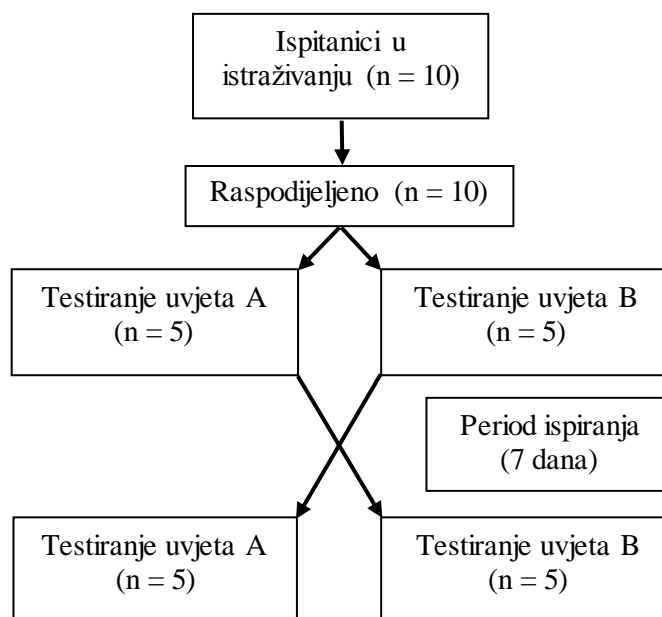 Ispitanici u
istraživanju (n = 10)
Raspodijeljeno (n = 10)
Testiranje uvjeta A
(n = 5)
Testiranje uvjeta B
(n = 5)
Period ispiranja
(7 dana)
Testiranje uvjeta A
(n = 5)
Testiranje uvjeta B
(n = 5)